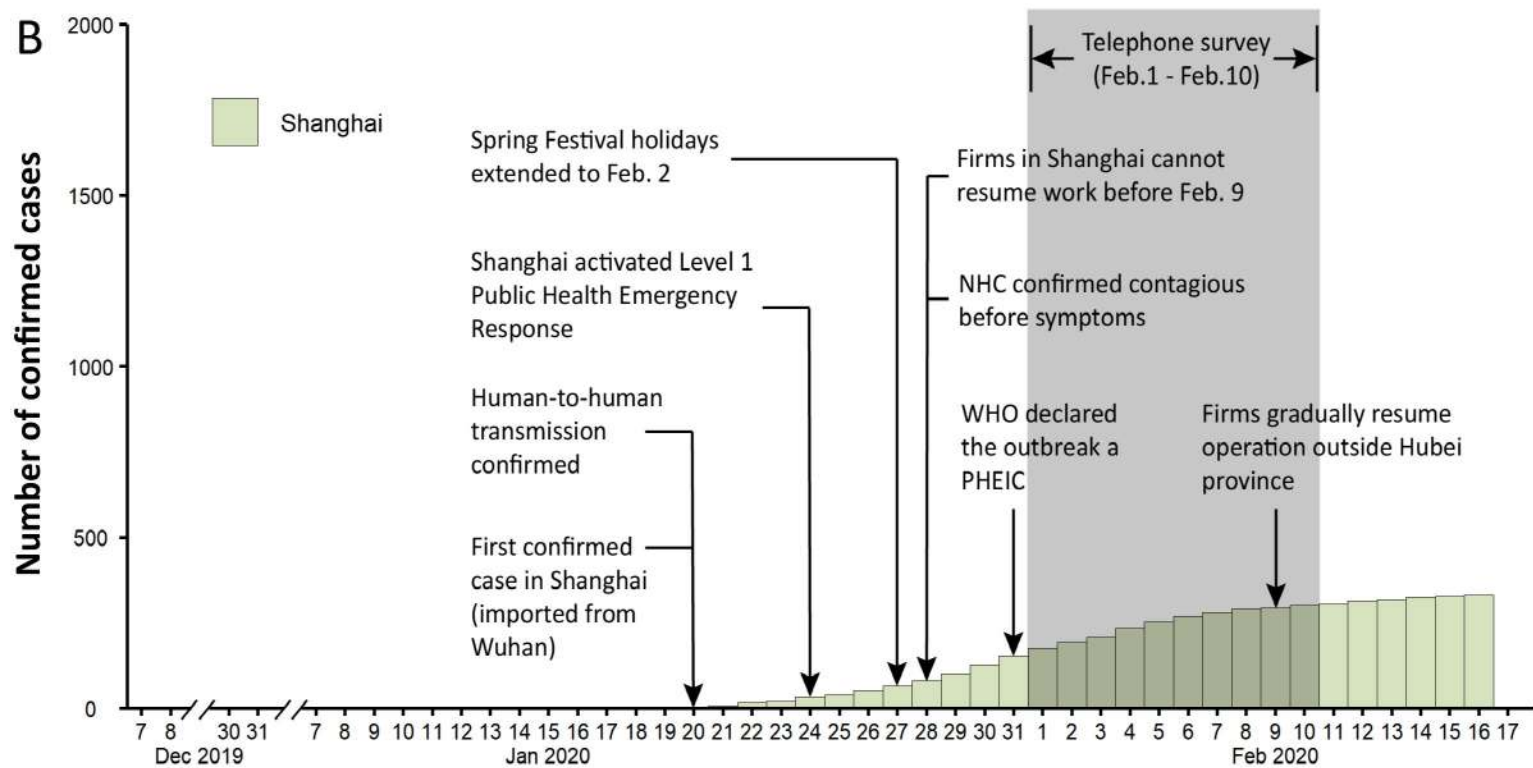 B
Number of confirmed cases
2000
1500
1000
500
0
Shanghai
Telephone survey
(Feb.1 - Feb.10)
Spring Festival holidays
extended to Feb. 2
Firms in Shanghai cannot
resume work before Feb. 9
Shanghai activated Level 1
Public Health Emergency
Response
NHC confirmed contagious
before symptoms
Human-to-human
transmission
confirmed
WHO declared
the outbreak a
PHEIC
Firms gradually resume
operation outside Hubei
province
First confirmed
case in Shanghai
(imported from
Wuhan)
7 8 30 31 7 8 9 10 11 12 13 14 15 16 17 18 19 20 21 22 23 24 25 26 27 28 29 30 31 1 2 3 4 5 6 7 8 9 10 11 12 13 14 15 16 17
Dec 2019 Jan 2020 Feb 2020